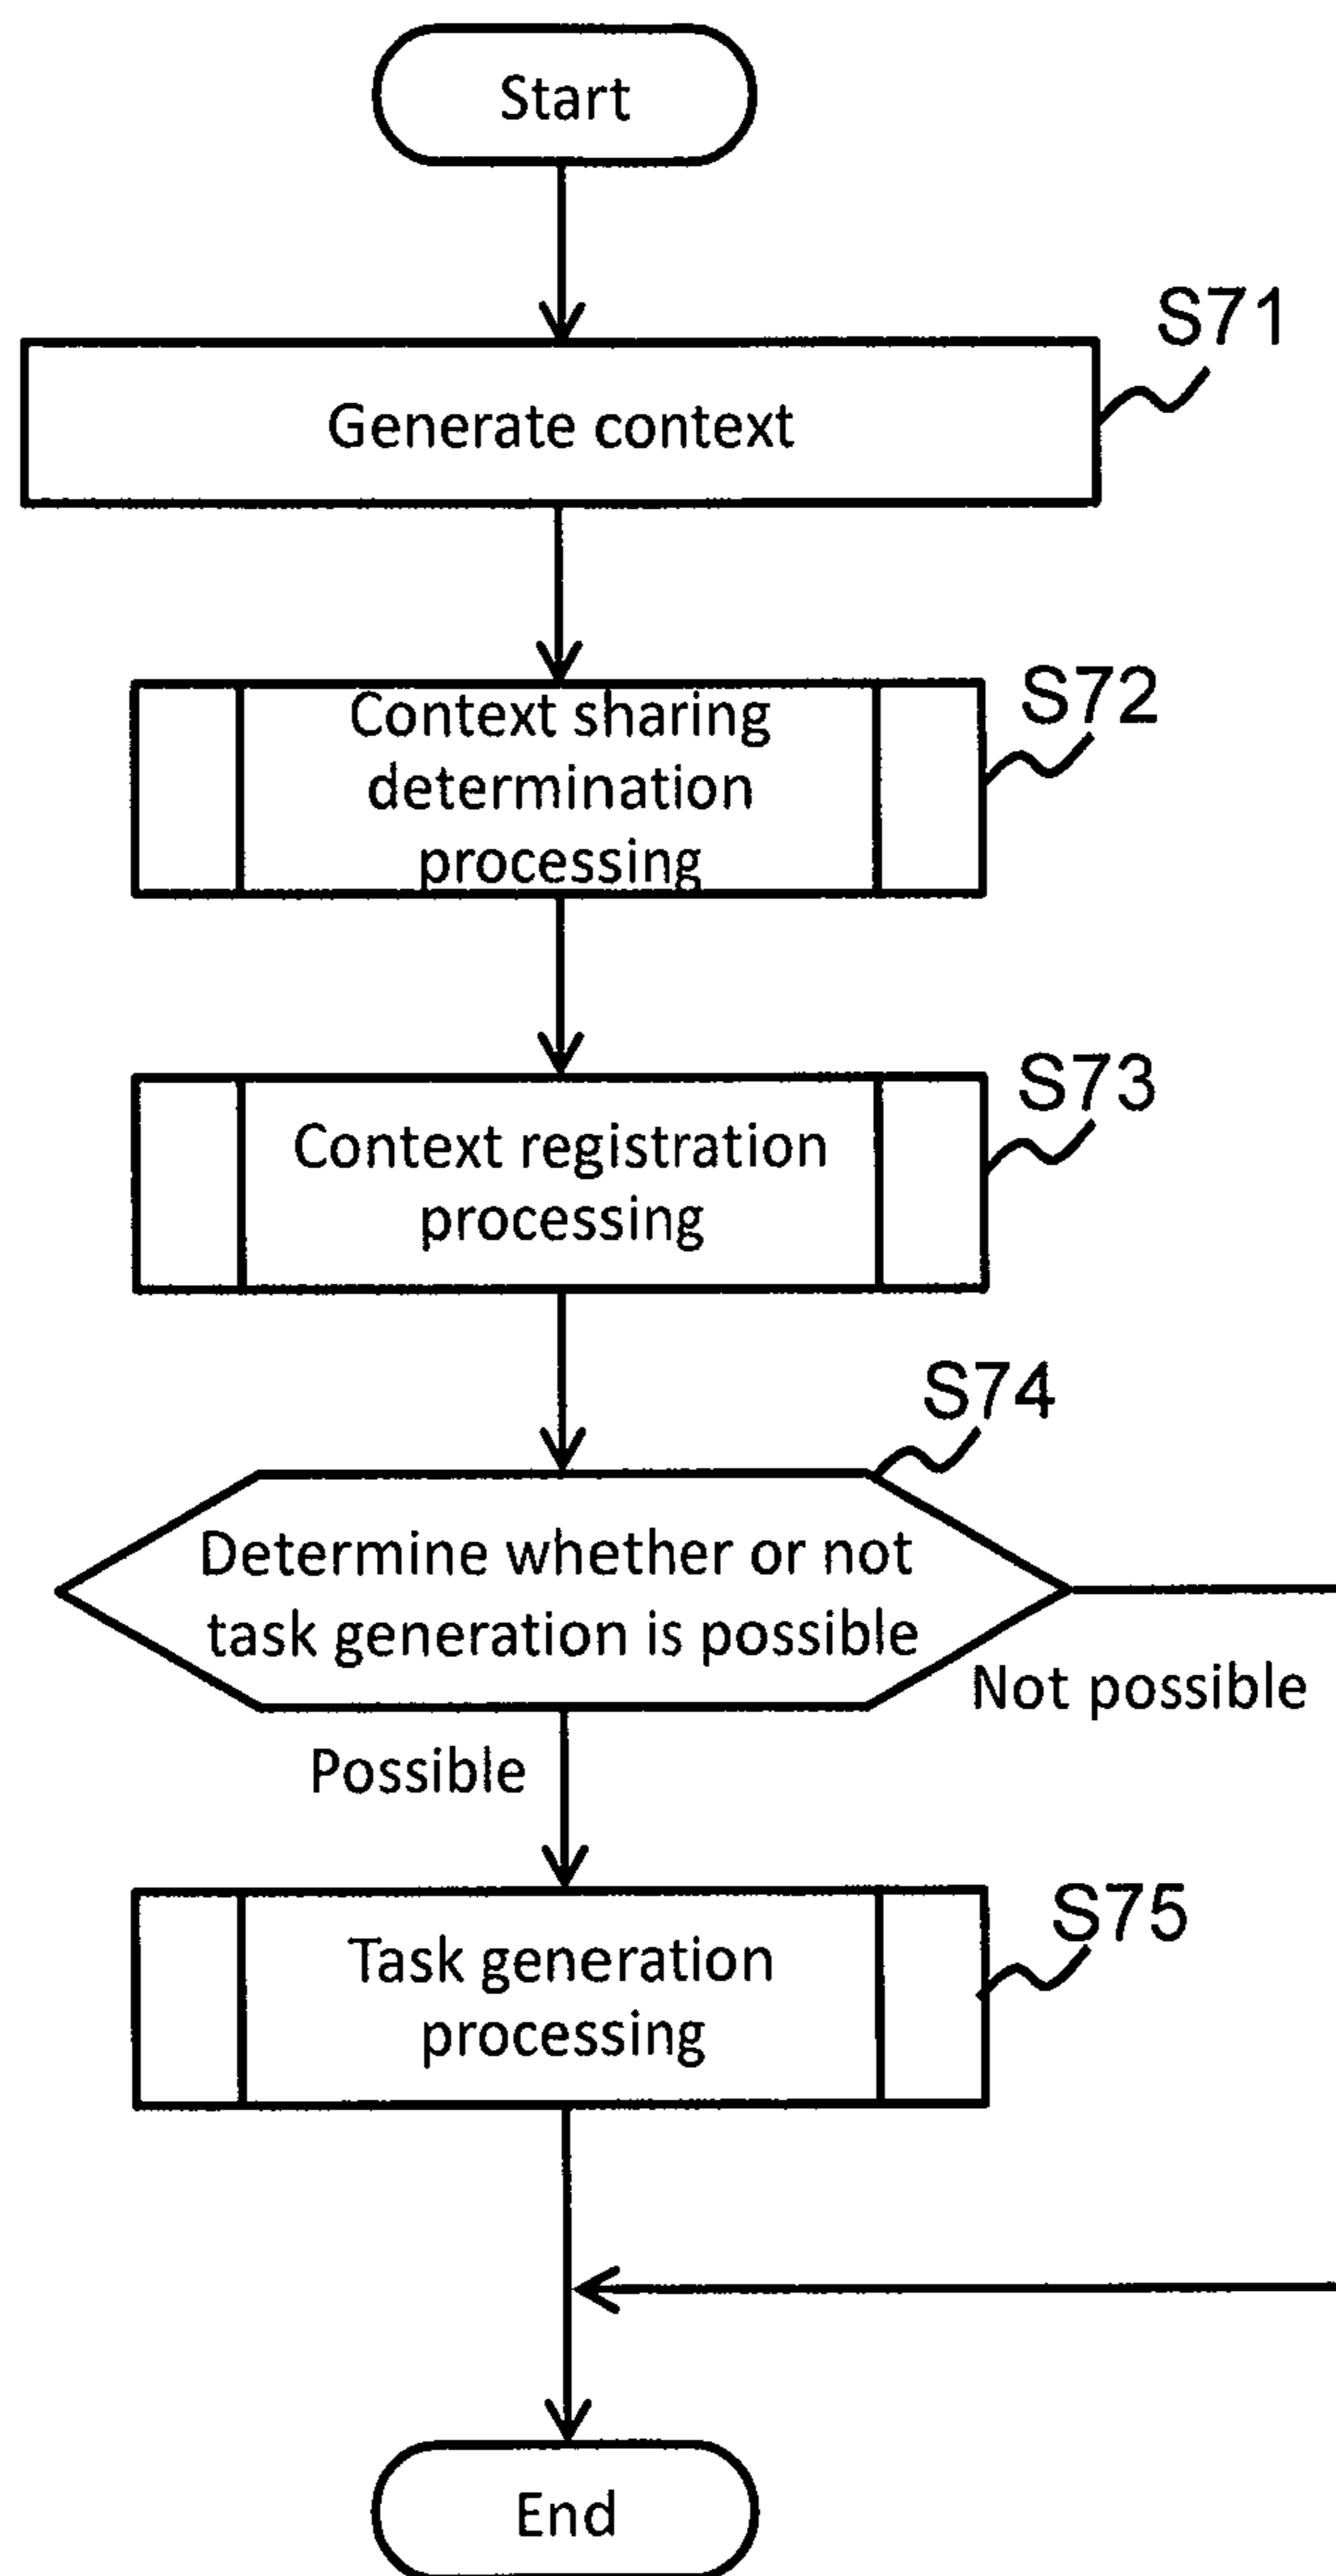 Start
S71
Generate context
S72
Context sharing
determination
processing
S73
Context registration
processing
S74
Determine whether or not
task generation is possible
Not possible
Possible
S75
Task generation
processing
End